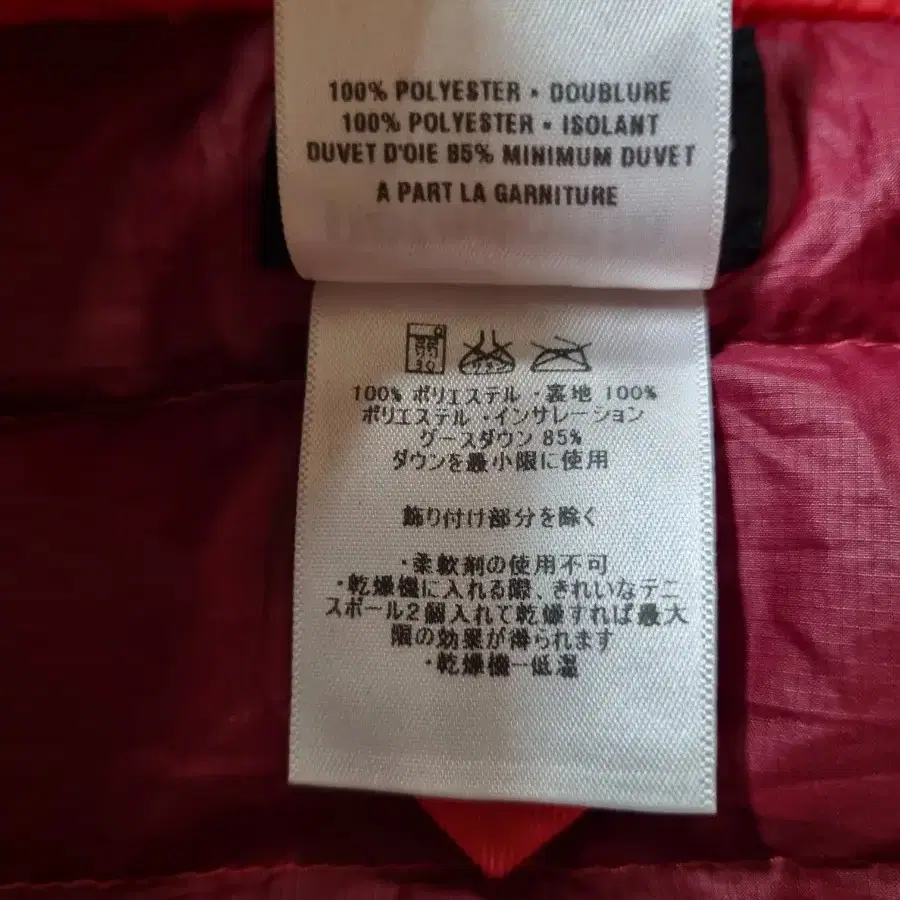 100% POLYESTER • DOUBLURE
100% POLYESTER • ISOLANT
DUVET D'OIE 85% MINIMUM DUVET
A PART LA GARNITURE
弱
30
100% ポリエステル ・裏地 100%
ポリエステル ・インサレーション
グースダウン 85%
ダウンを最小限に使用
飾り付け部分を除く
・柔軟剤の使用不可
・乾燥機に入れる際、きれいなテニ
スボール2個入れて乾燥すれば最大
限の効果が得られます
・乾燥機ー低温